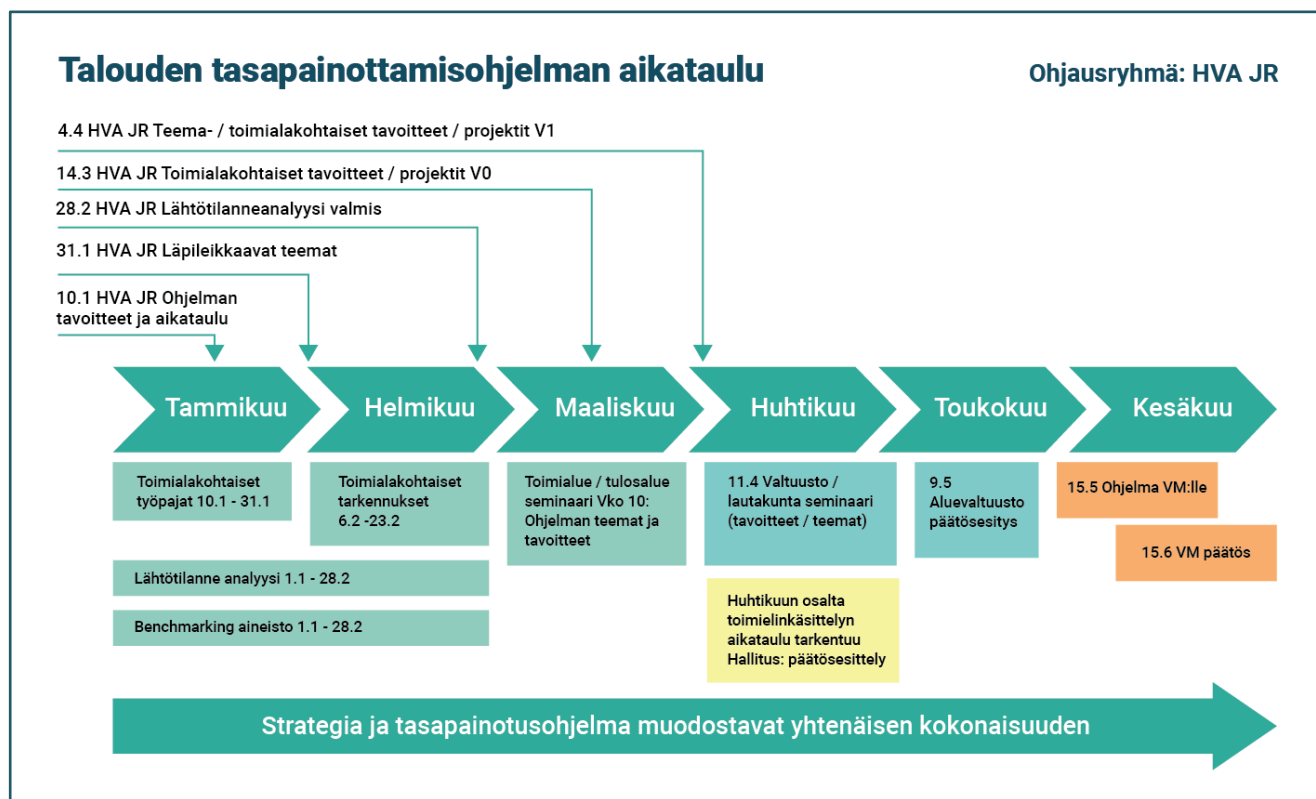 Talouden tasapainottamisohjelman aikataulu
Ohjausryhmä: HVA JR
4.4 HVA JR Teema- / toimialakohtaiset tavoitteet / projektit V1
14.3 HVA JR Toimialakohtaiset tavoitteet / projektit V0
28.2 HVA JR Lähtötilanneanalyysi valmis
31.1 HVA JR Läpileikkaavat teemat
10.1 HVA JR Ohjelman
tavoitteet ja aikataulu
Tammikuu
Helmikuu
Maaliskuu
Huhtikuu
Toukokuu
Kesäkuu
Toimialakohtaiset
työpajat 10.1 - 31.1
Toimialakohtaiset
tarkennukset
6.2 -23.2
Toimialue / tulosalue
seminaari Vko 10:
Ohjelman teemat ja
tavoitteet
11.4 Valtuusto /
lautakunta seminaari
(tavoitteet / teemat)
9.5
Aluevaltuusto
päätösesitys
15.5 Ohjelma VM:lle
15.6 VM päätös
Lähtötilanne analyysi 1.1 - 28.2
Benchmarking aineisto 1.1 - 28.2
Huhtikuun osalta
toimielinkäsittelyn
aikataulu tarkentuu
Hallitus: päätösesittely
Strategia ja tasapainotusohjelma muodostavat yhtenäisen kokonaisuuden